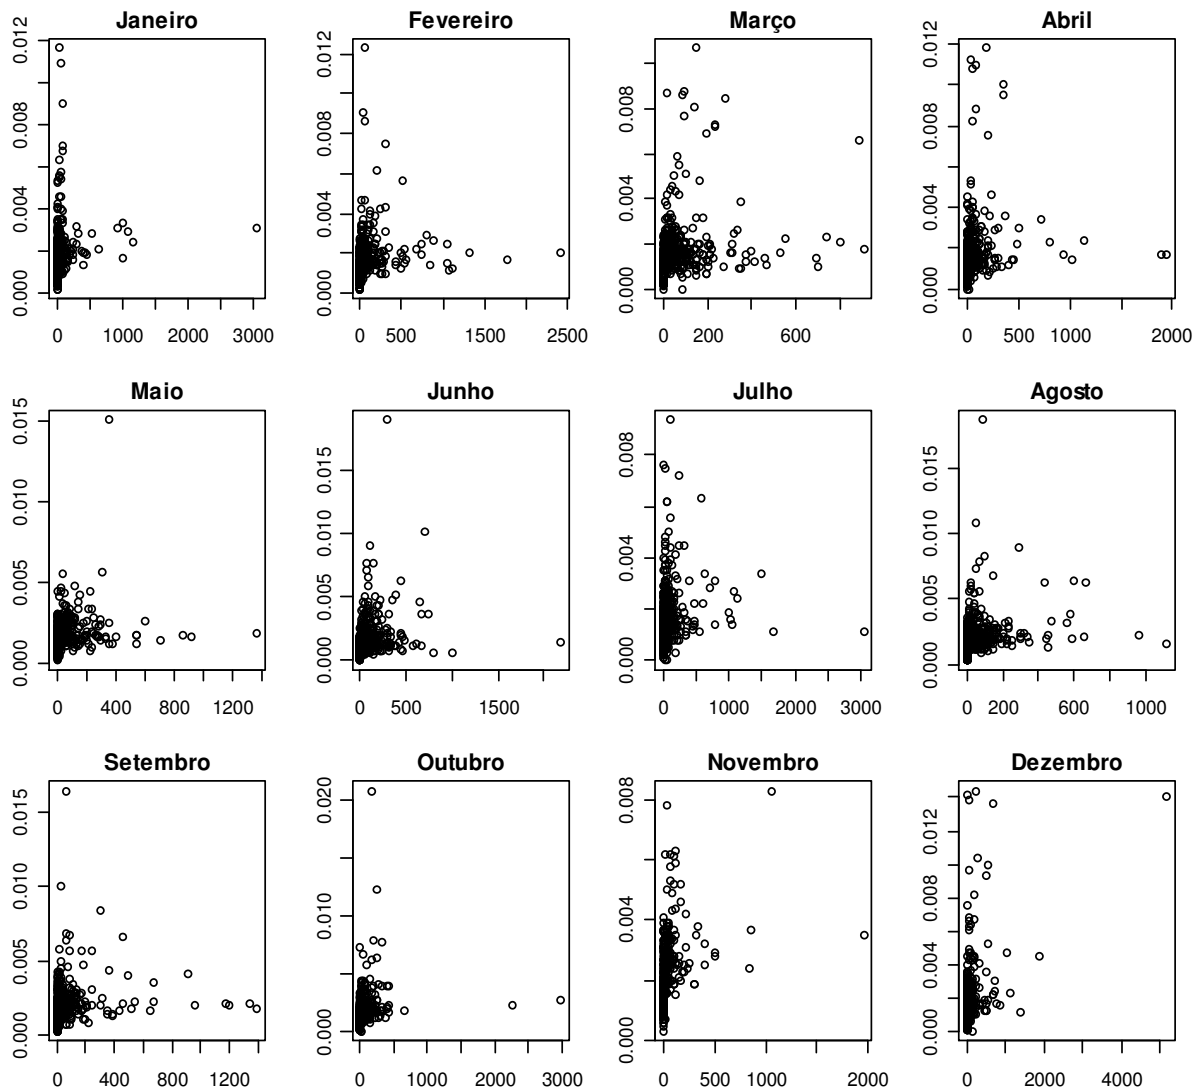 Janeiro
0.000 0.004 0.008 0.012
0 1000 2000 3000
Fevereiro
0.000 0.004 0.008 0.012
0 500 1500 2500
Março
0.000 0.004 0.008
0 200 600
Abril
0.000 0.004 0.008 0.012
0 500 1000 2000
Maio
0.000 0.005 0.010 0.015
0 400 800 1200
Junho
0.000 0.005 0.010 0.015
0 500 1500
Julho
0.000 0.004 0.008
0 1000 2000 3000
Agosto
0.000 0.005 0.010 0.015
0 200 600 1000
Setembro
0.000 0.005 0.010 0.015
0 400 800 1200
Outubro
0.000 0.010 0.020
0 1000 2000 3000
Novembro
0.000 0.004 0.008
0 500 1000 2000
Dezembro
0.000 0.004 0.008 0.012
0 2000 4000